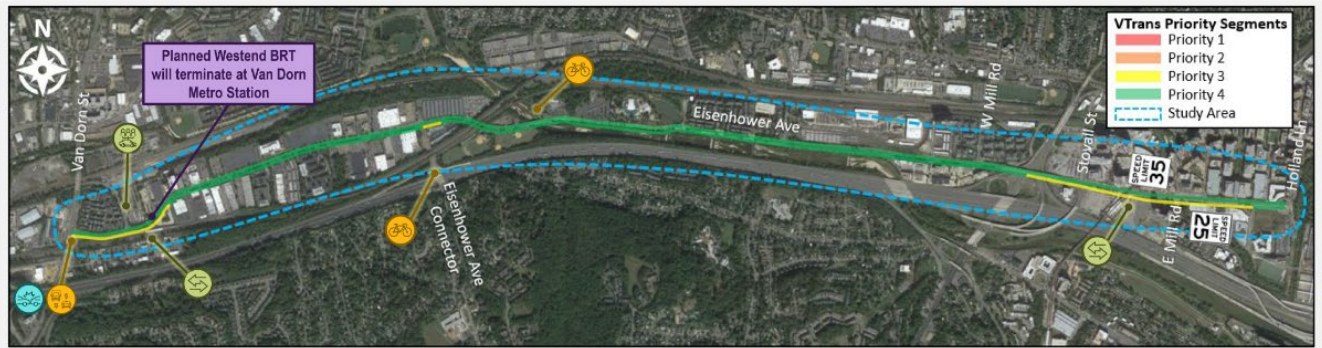 N
Planned Westend BRT
will terminate at Van Dorn
Metro Station
Van Dorn St
Eisenhower Ave
Connector
Eisenhower Ave
W Mill Rd
Stovall St
SPEED
LIMIT
35
E Mill Rd
SPEED
LIMIT
25
Holland Ln
VTrans Priority Segments
Priority 1
Priority 2
Priority 3
Priority 4
Study Area